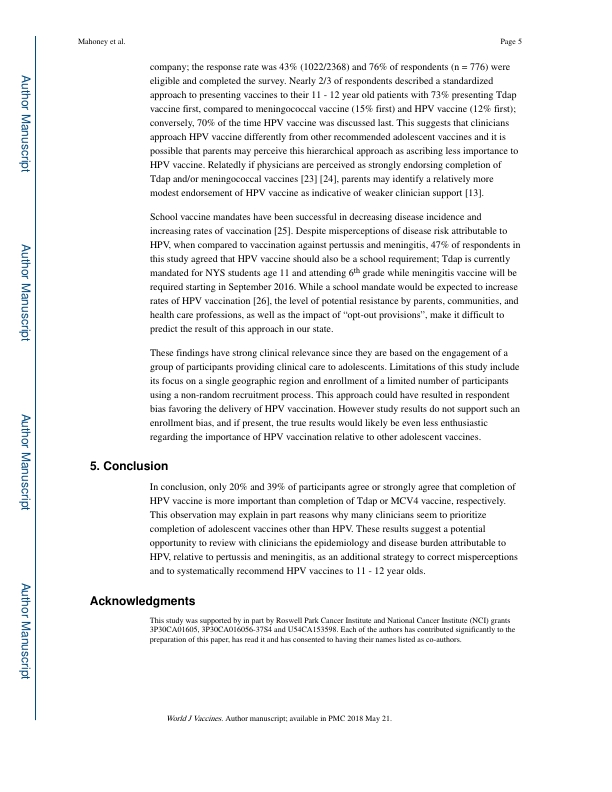 Mahoney et al.
Page 5
company; the response rate was 43% (1022/2368) and 76% of respondents (n = 776) were
eligible and completed the survey. Nearly 2/3 of respondents described a standardized
approach to presenting vaccines to their 11 - 12 year old patients with 73% presenting Tdap
vaccine first, compared to meningococcal vaccine (15% first) and HPV vaccine (12% first);
conversely, 70% of the time HPV vaccine was discussed last. This suggests that clinicians
approach HPV vaccine differently from other recommended adolescent vaccines and it is
possible that parents may perceive this hierarchical approach as ascribing less importance to
HPV vaccine. Relatedly if physicians are perceived as strongly endorsing completion of
Tdap and/or meningococcal vaccines [23] [24], parents may identify a relatively more
modest endorsement of HPV vaccine as indicative of weaker clinician support [13].
School vaccine mandates have been successful in decreasing disease incidence and
increasing rates of vaccination [25]. Despite misperceptions of disease risk attributable to
HPV, when compared to vaccination against pertussis and meningitis, 47% of respondents in
this study agreed that HPV vaccine should also be a school requirement; Tdap is currently
mandated for NYS students age 11 and attending 6th grade while meningitis vaccine will be
required starting in September 2016. While a school mandate would be expected to increase
rates of HPV vaccination [26], the level of potential resistance by parents, communities, and
health care professions, as well as the impact of “opt-out provisions”, make it difficult to
predict the result of this approach in our state.
These findings have strong clinical relevance since they are based on the engagement of a
group of participants providing clinical care to adolescents. Limitations of this study include
its focus on a single geographic region and enrollment of a limited number of participants
using a non-random recruitment process. This approach could have resulted in respondent
bias favoring the delivery of HPV vaccination. However study results do not support such an
enrollment bias, and if present, the true results would likely be even less enthusiastic
regarding the importance of HPV vaccination relative to other adolescent vaccines.
5. Conclusion
In conclusion, only 20% and 39% of participants agree or strongly agree that completion of
HPV vaccine is more important than completion of Tdap or MCV4 vaccine, respectively.
This observation may explain in part reasons why many clinicians seem to prioritize
completion of adolescent vaccines other than HPV. These results suggest a potential
opportunity to review with clinicians the epidemiology and disease burden attributable to
HPV, relative to pertussis and meningitis, as an additional strategy to correct misperceptions
and to systematically recommend HPV vaccines to 11 - 12 year olds.
Acknowledgments
This study was supported by in part by Roswell Park Cancer Institute and National Cancer Institute (NCI) grants
3P30CA01605, 3P30CA016056-37S4 and U54CA153598. Each of the authors has contributed significantly to the
preparation of this paper, has read it and has consented to having their names listed as co-authors.
World J Vaccines. Author manuscript; available in PMC 2018 May 21.
Author Manuscript
Author Manuscript
Author Manuscript
Author Manuscript